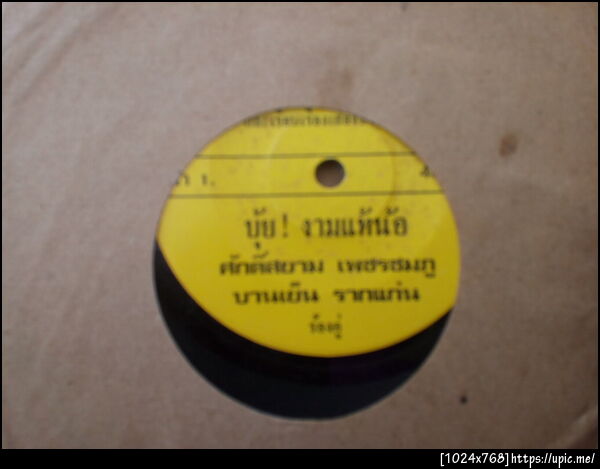 บุ้ย! งามแท้น้อ
ศักดิ์สยาม เพชรชมภู
บานเย็น รากแก่น
ร้องคู่
[1024x768]https://upic.me/